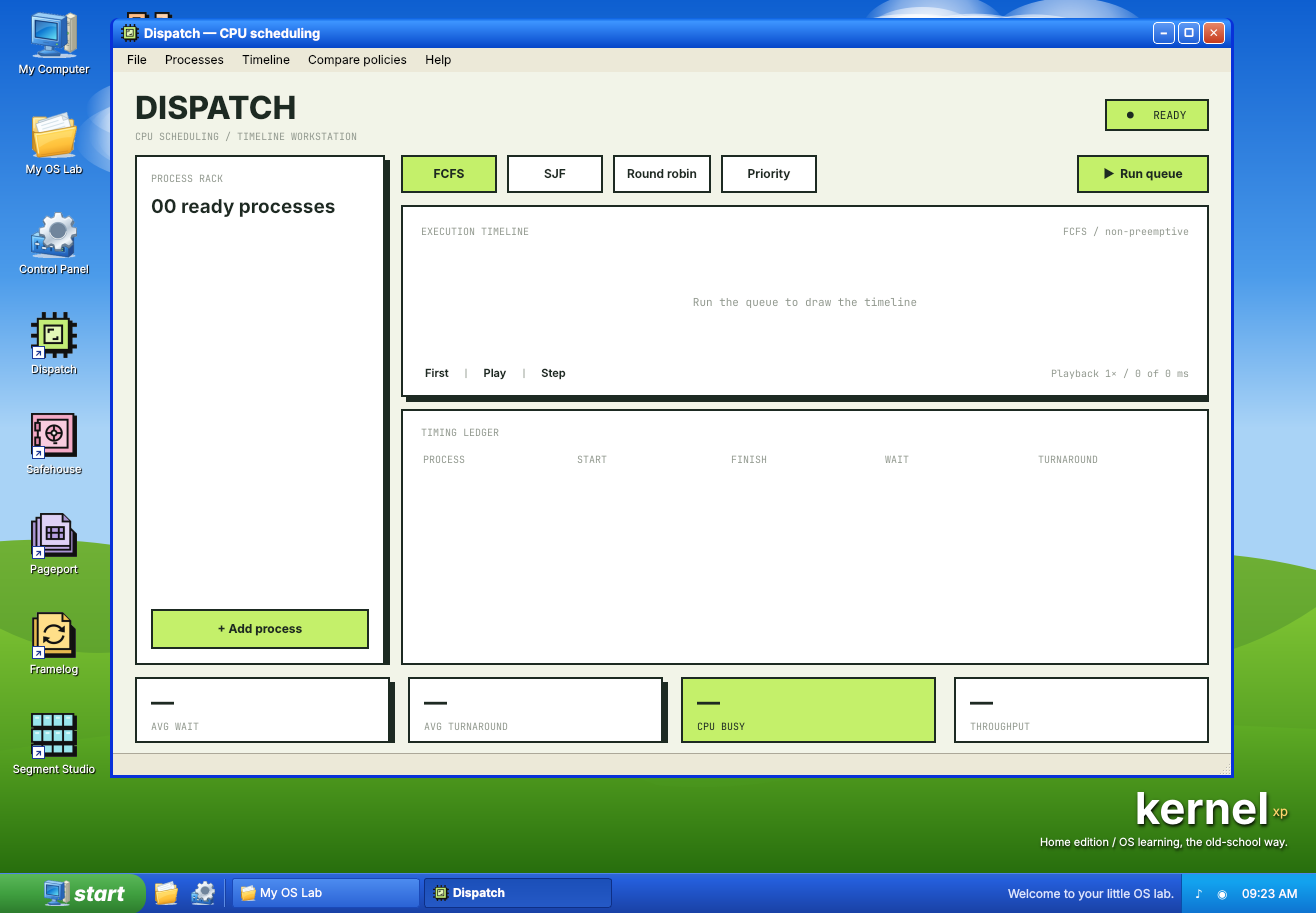 My Computer
My OS Lab
Control Panel
Dispatch
Safehouse
Pageport
Framelog
Segment Studio
Dispatch — CPU scheduling
File Processes Timeline Compare policies Help
DISPATCH
CPU SCHEDULING / TIMELINE WORKSTATION
● READY
PROCESS RACK
00 ready processes
+ Add process
FCFS SJF Round robin Priority
▶ Run queue
EXECUTION TIMELINE
FCFS / non-preemptive
Run the queue to draw the timeline
First | Play | Step
Playback 1× / 0 of 0 ms
TIMING LEDGER
PROCESS START FINISH WAIT TURNAROUND
—
AVG WAIT
—
AVG TURNAROUND
—
CPU BUSY
—
THROUGHPUT
kernel xp
Home edition / OS learning, the old-school way.
start
My OS Lab
Dispatch
Welcome to your little OS lab.
09:23 AM